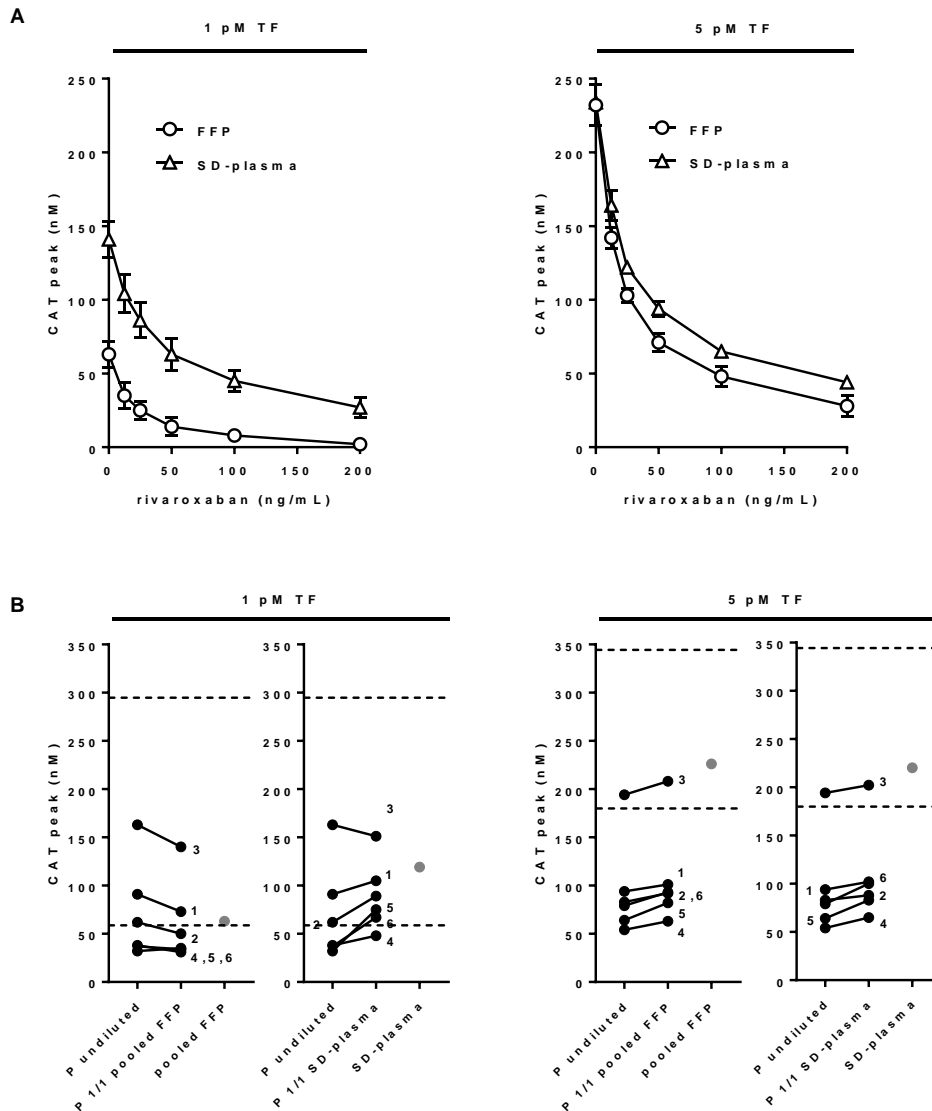 A
1 pM TF
5 pM TF
250
200
150
100
50
0
CAT peak (nM)
FFP
SD-plasma
0 50 100 150 200
rivaroxaban (ng/mL)
250
200
150
100
50
0
CAT peak (nM)
FFP
SD-plasma
0 50 100 150 200
rivaroxaban (ng/mL)
B
1 pM TF
5 pM TF
350
300
250
200
150
100
50
0
CAT peak (nM)
3
1
2
4,5,6
P undiluted
P 1/1 pooled FFP
pooled FFP
350
300
250
200
150
100
50
0
3
1
2
5
6
4
P undiluted
P 1/1 SD-plasma
SD-plasma
350
300
250
200
150
100
50
0
CAT peak (nM)
3
1
2,6
5
4
P undiluted
P 1/1 pooled FFP
pooled FFP
350
300
250
200
150
100
50
0
3
1
6
2
5
4
P undiluted
P 1/1 SD-plasma
SD-plasma